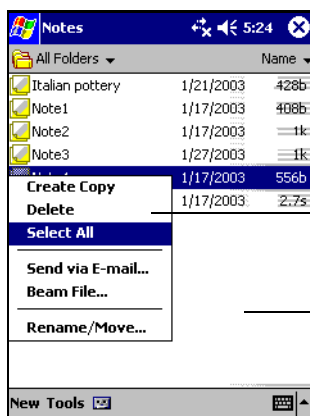 Notes 5:24
All Folders Name
Italian pottery 1/21/2003 428b
Note1 1/17/2003 408b
Note2 1/17/2003 1k
Note3 1/27/2003 1k
1/17/2003 556b
1/17/2003 2.7s
Create Copy
Delete
Select All
Send via E-mail...
Beam File...
Rename/Move...
New Tools